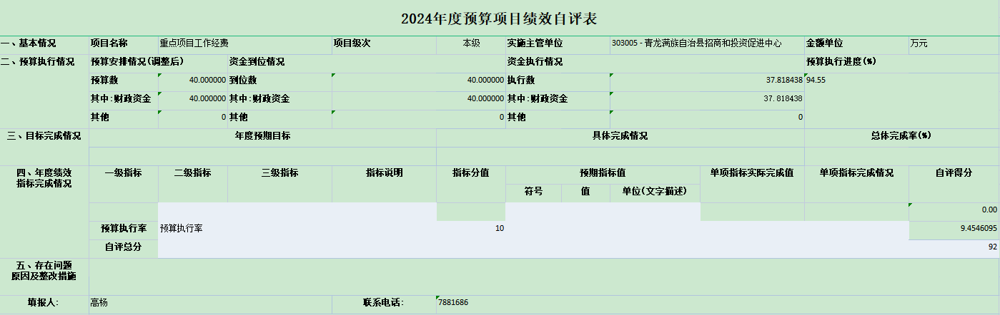 2024年度预算项目绩效自评表
一、基本情况 项目名称 重点项目工作经费 项目级次 本级 实施主管单位 303005 - 青龙满族自治县招商和投资促进中心 金额单位 万元
二、预算执行情况 预算安排情况(调整后) 资金到位情况 资金执行情况 预算执行进度(%)
预算数 40.000000 到位数 40.000000 执行数 37.818438 94.55
其中:财政资金 40.000000 其中:财政资金 40.000000 其中:财政资金 37.818438
其他 0 其他 0 其他 0
三、目标完成情况 年度预期目标 具体完成情况 总体完成率(%)
四、年度绩效
指标完成情况 一级指标 二级指标 三级指标 指标说明 指标分值 预期指标值 单项指标实际完成值 单项指标完成情况 自评得分
符号 值 单位(文字描述)
0.00
预算执行率 预算执行率 10 9.4546095
自评总分 92
五、存在问题
原因及整改措施
填报人: 高杨 联系电话: 7881686